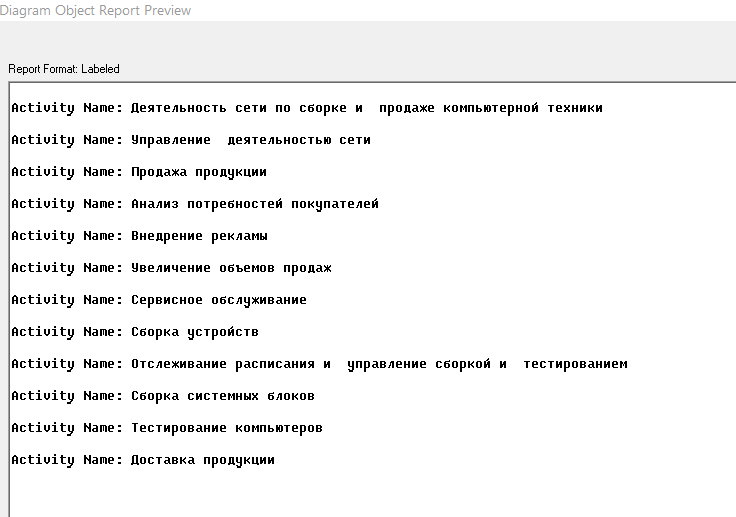 Diagram Object Report Preview
Report Format: Labeled
Activity Name: Деятельность сети по сборке и  продаже компьютерной техники
Activity Name: Управление  деятельностью сети
Activity Name: Продажа продукции
Activity Name: Анализ потребностей покупателей
Activity Name: Внедрение рекламы
Activity Name: Увеличение объемов продаж
Activity Name: Сервисное обслуживание
Activity Name: Сборка устройств
Activity Name: Отслеживание расписания и  управление сборкой и  тестированием
Activity Name: Сборка системных блоков
Activity Name: Тестирование компьютеров
Activity Name: Доставка продукции